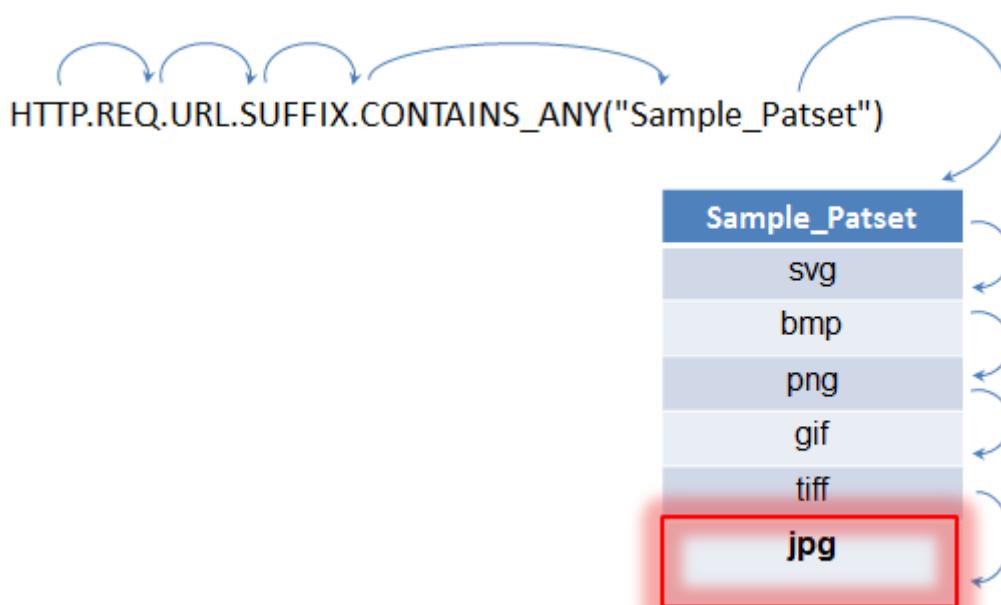 HTTP.REQ.URL.SUFFIX.CONTAINS_ANY("Sample_Patset")
Sample_Patset
svg
bmp
png
gif
tiff
jpg